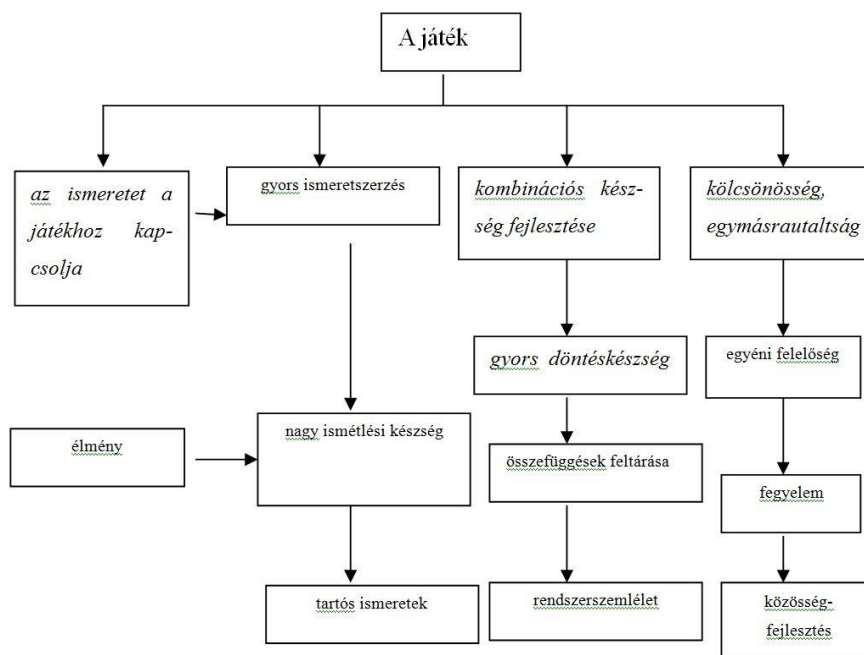 A játék
az ismeretet a
játékhoz kap-
csolja
gyors ismeretszerzés
kombinációs kész-
ség fejlesztése
kölcsönösség,
egymásrautaltság
gyors döntéskészség
egyéni felelőség
élmény
nagy ismétlési készség
összefüggések feltárása
fegyelem
tartós ismeretek
rendszerszemlélet
közösség-
fejlesztés